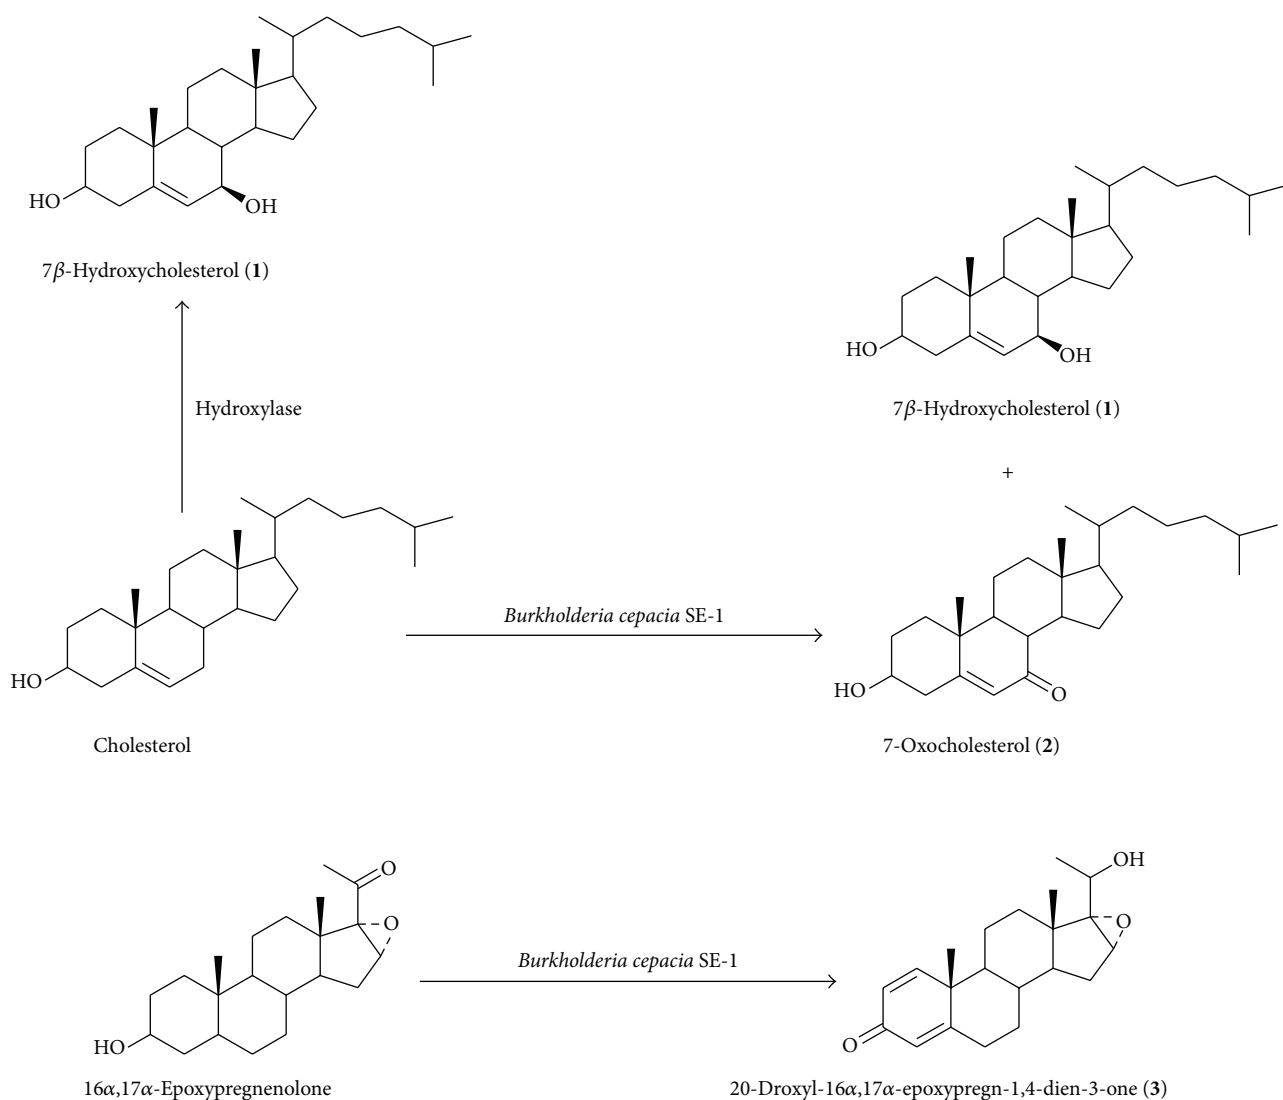 HO
OH
7β-Hydroxycholesterol (1)
HO
OH
Hydroxylase
7β-Hydroxycholesterol (1)
+
Burkholderia cepacia SE-1
HO
HO
O
Cholesterol
7-Oxocholesterol (2)
O
OH
O
O
Burkholderia cepacia SE-1
HO
O
16α,17α-Epoxypregnenolone
20-Droxyl-16α,17α-epoxypregn-1,4-dien-3-one (3)